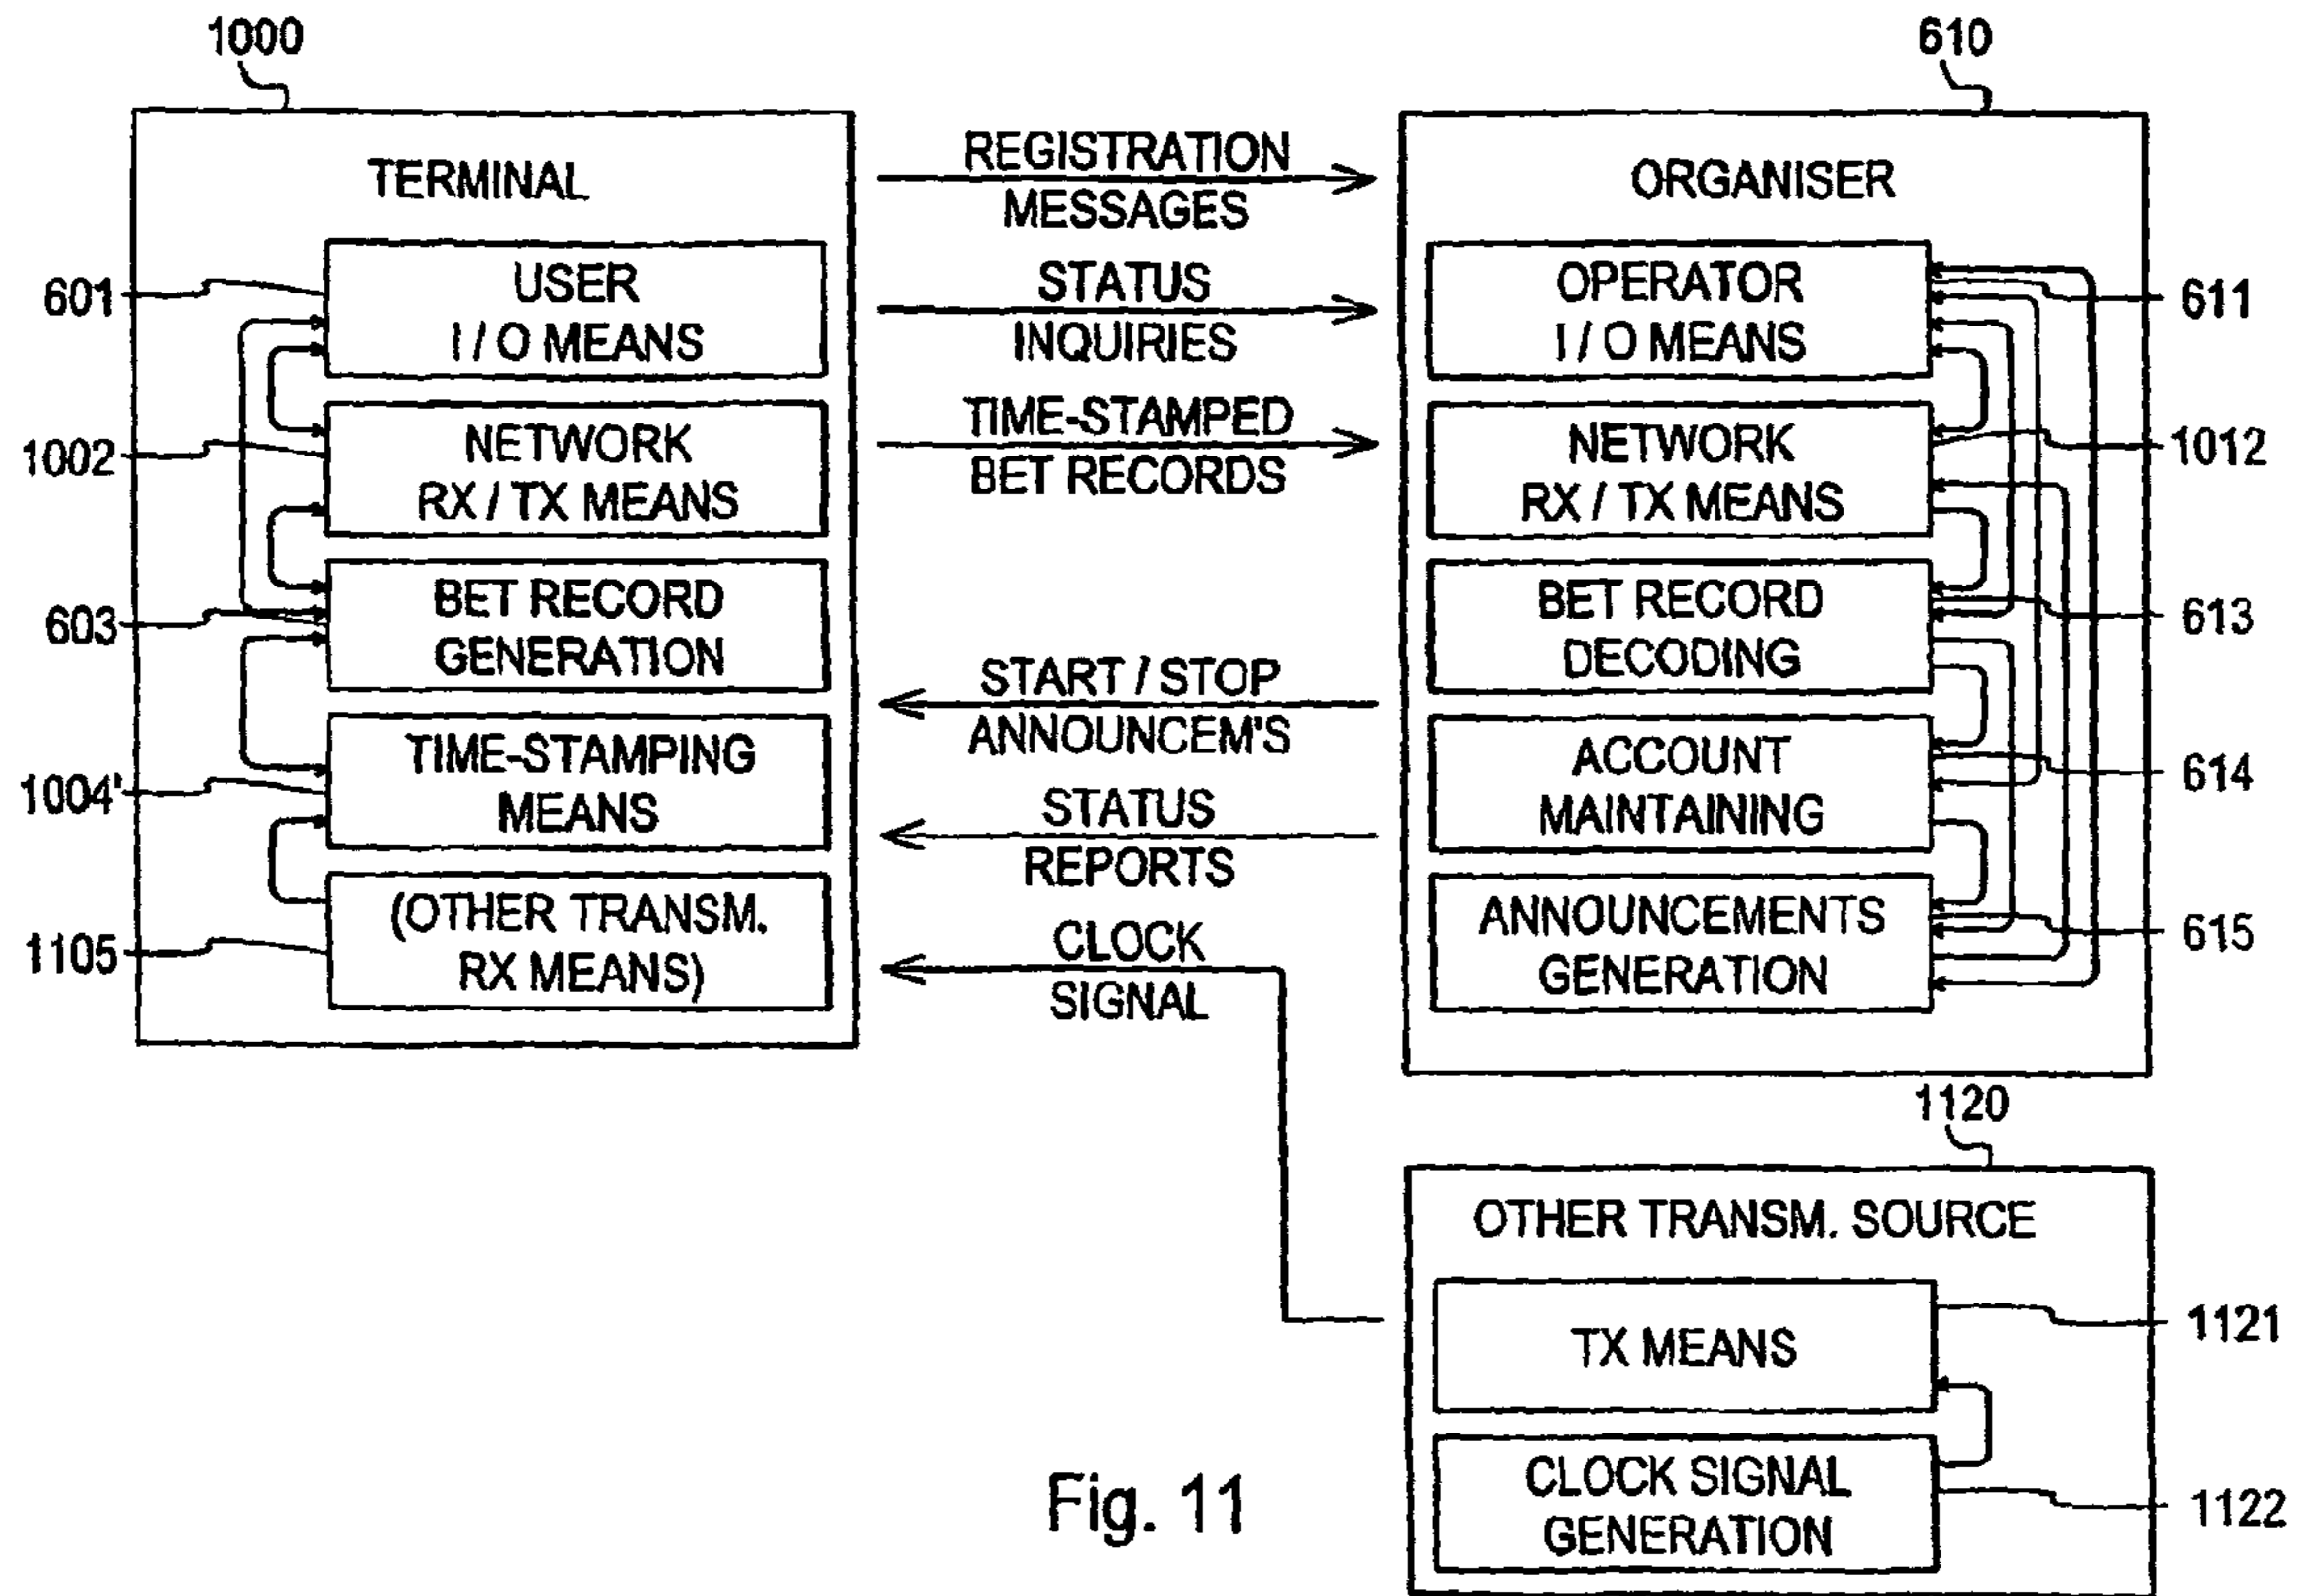 1000
610
TERMINAL
USER
I / O MEANS
NETWORK
RX / TX MEANS
BET RECORD
GENERATION
TIME-STAMPING
MEANS
(OTHER TRANSM.
RX MEANS)
601
1002
603
1004'
1105
REGISTRATION
MESSAGES
STATUS
INQUIRIES
TIME-STAMPED
BET RECORDS
START / STOP
ANNOUNCEM'S
STATUS
REPORTS
CLOCK
SIGNAL
ORGANISER
OPERATOR
I / O MEANS
NETWORK
RX / TX MEANS
BET RECORD
DECODING
ACCOUNT
MAINTAINING
ANNOUNCEMENTS
GENERATION
611
1012
613
614
615
1120
OTHER TRANSM. SOURCE
TX MEANS
CLOCK SIGNAL
GENERATION
1121
1122
Fig. 11